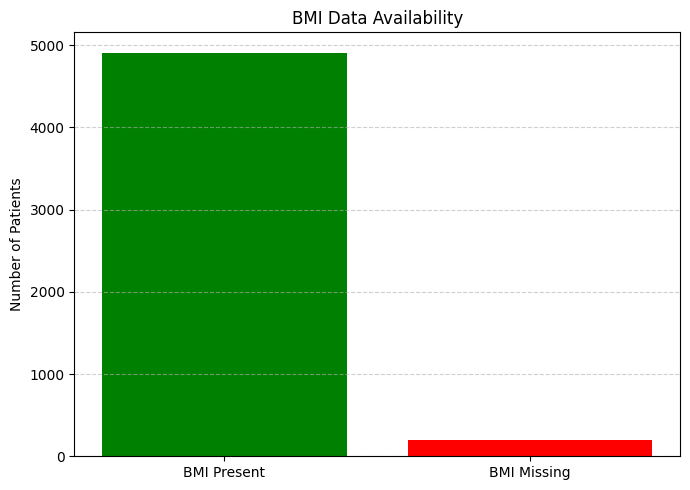 BMI Data Availability
Number of Patients
5000
4000
3000
2000
1000
0
BMI Present
BMI Missing